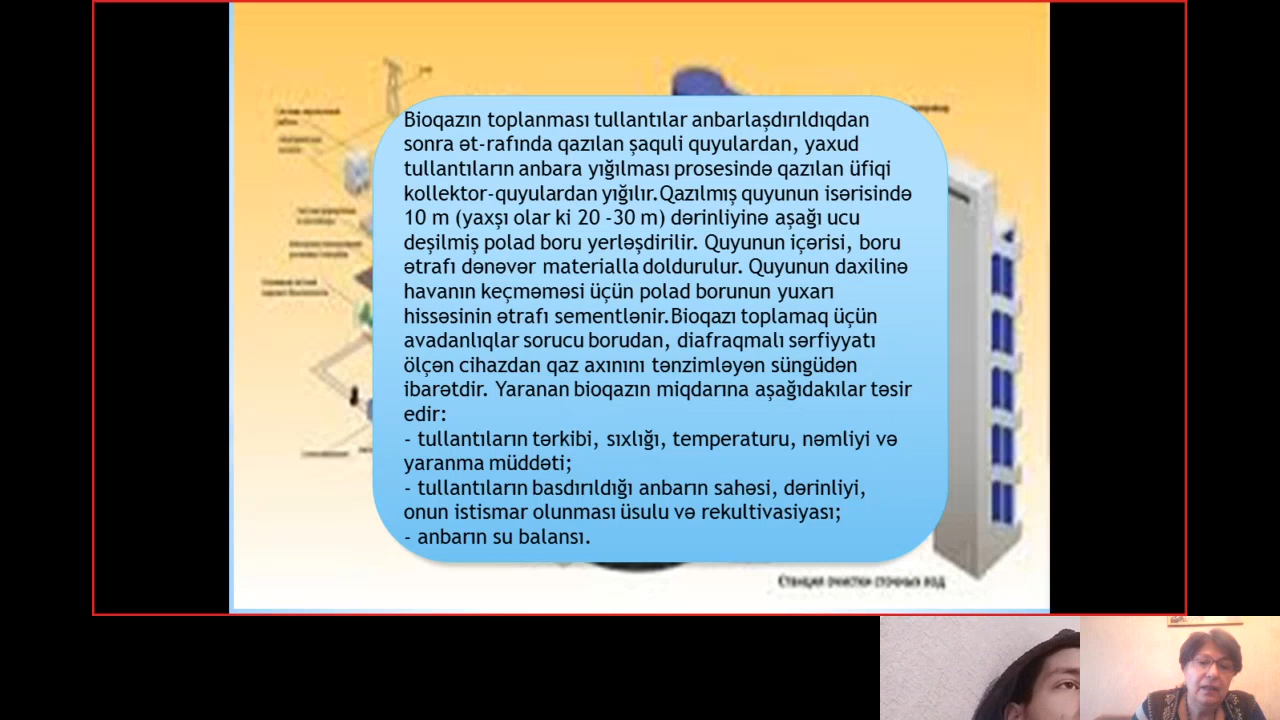 Bioqazın toplanması tullantılar anbarlaşdırıldıqdan
sonra ət-rafında qazılan şaquli quyulardan, yaxud
tullantıların anbara yığılması prosesində qazılan üfiqi
kollektor-quyulardan yığılır.Qazılmış quyunun isərisində
10 m (yaxşı olar ki 20 -30 m) dərinliyinə aşağı ucu
deşilmiş polad boru yerləşdirilir. Quyunun içərisi, boru
ətrafı dənəvər materialla doldurulur. Quyunun daxilinə
havanın keçməməsi üçün polad borunun yuxarı
hissəsinin ətrafı sementlənir.Bioqazı toplamaq üçün
avadanlıqlar sorucu borudan, diafraqmalı sərfiyyatı
ölçən cihazdan qaz axınını tənzimləyən süngüdən
ibarətdir. Yaranan bioqazın miqdarına aşağıdakılar təsir
edir:
- tullantıların tərkibi, sıxlığı, temperaturu, nəmliyi və
yaranma müddəti;
- tullantıların basdırıldığı anbarın sahəsi, dərinliyi,
onun istismar olunması üsulu və rekultivasiyası;
- anbarın su balansı.
Станция очистки сточных вод